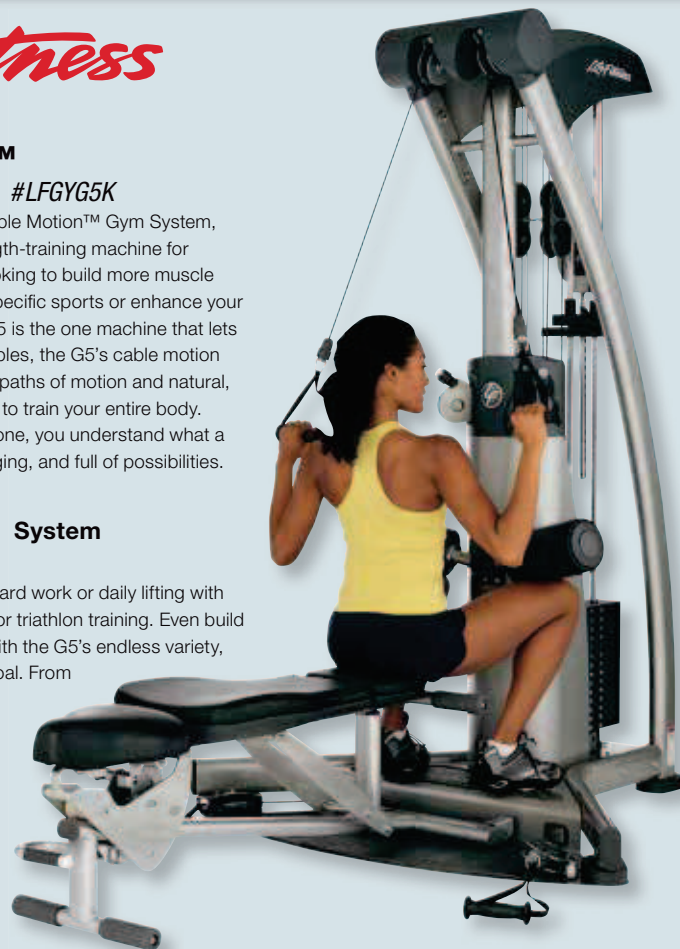 tness
M
#LFGYG5K
ble Motion™ Gym System,
gth-training machine for
oking to build more muscle
pecific sports or enhance your
5 is the one machine that lets
bles, the G5's cable motion
paths of motion and natural,
to train your entire body.
one, you understand what a
ging, and full of possibilities.
System
ard work or daily lifting with
or triathlon training. Even build
ith the G5's endless variety,
oal. From
Life Fitness